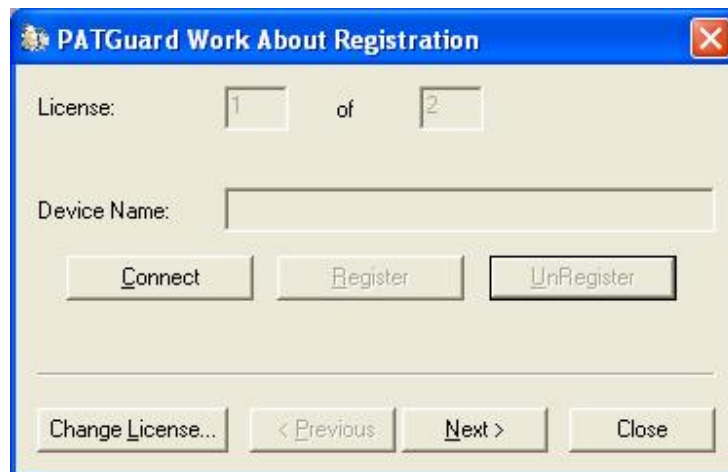 PATGuard Work About Registration
License: 1 of 2
Device Name:
Connect Register UnRegister
Change License... < Previous Next > Close